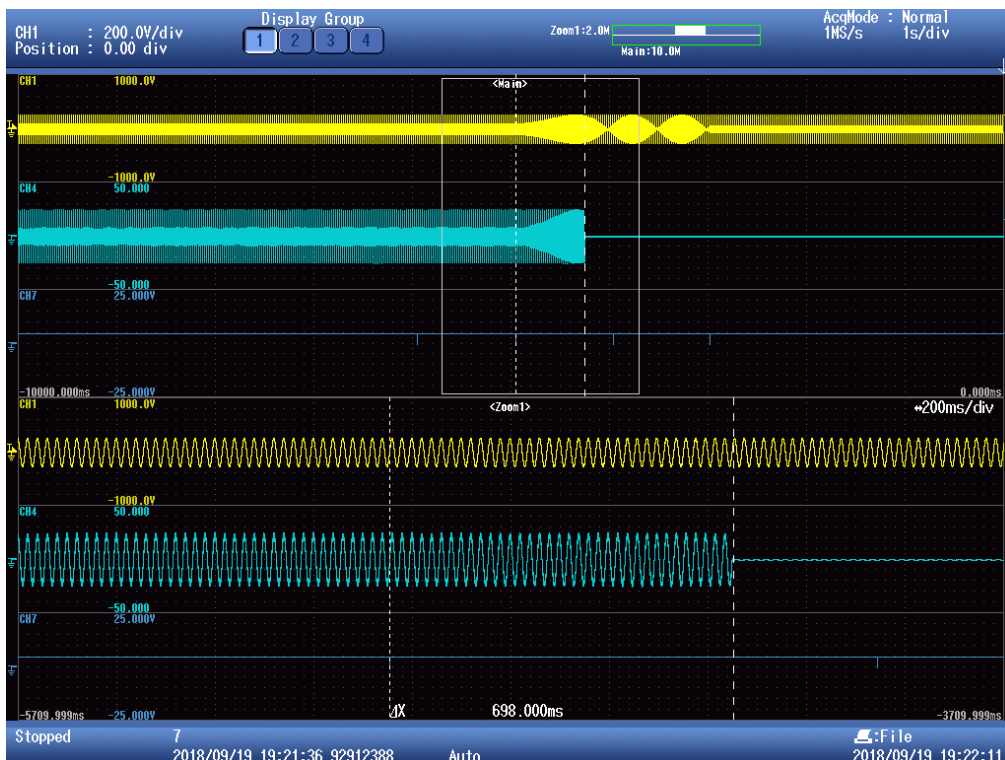 CH1 : 200.0V/div
Position : 0.00 div
Display Group
1 2 3 4
Zoom1:2.0M
Main:10.0M
AcqMode : Normal
1MS/s 1s/div
CH1 1000.0V <Main>
-1000.0V
CH4 50.000
-50.000
CH7 25.000V
-10000.000ms -25.000V 0.000ms
CH1 1000.0V <Zoom1> ↔200ms/div
-1000.0V
CH4 50.000
-50.000
CH7 25.000V
-5709.999ms -25.000V ⊿X 698.000ms -3709.999ms
Stopped 7 :File
2018/09/19 19:21:36.92912388 Auto 2018/09/19 19:22:11